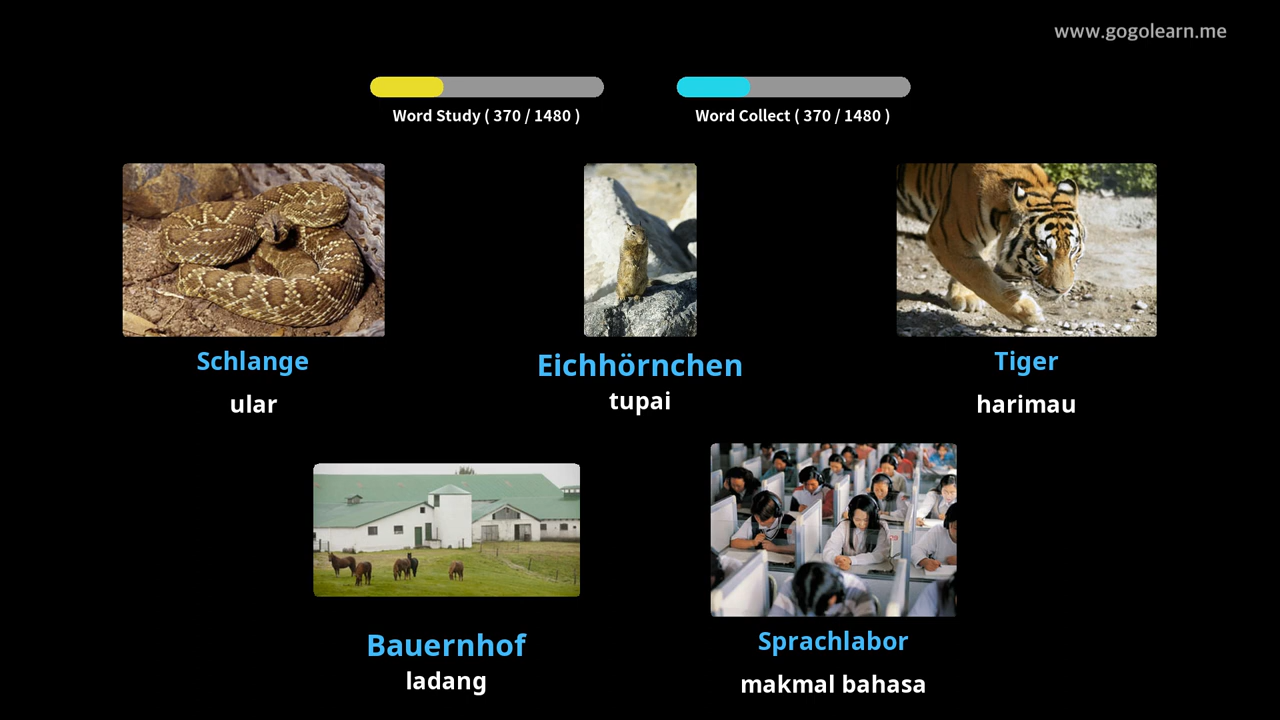 www.gogolearn.me
Word Study ( 370 / 1480 )
Word Collect ( 370 / 1480 )
Schlange
ular
Eichhörnchen
tupai
Tiger
harimau
Bauernhof
ladang
Sprachlabor
makmal bahasa